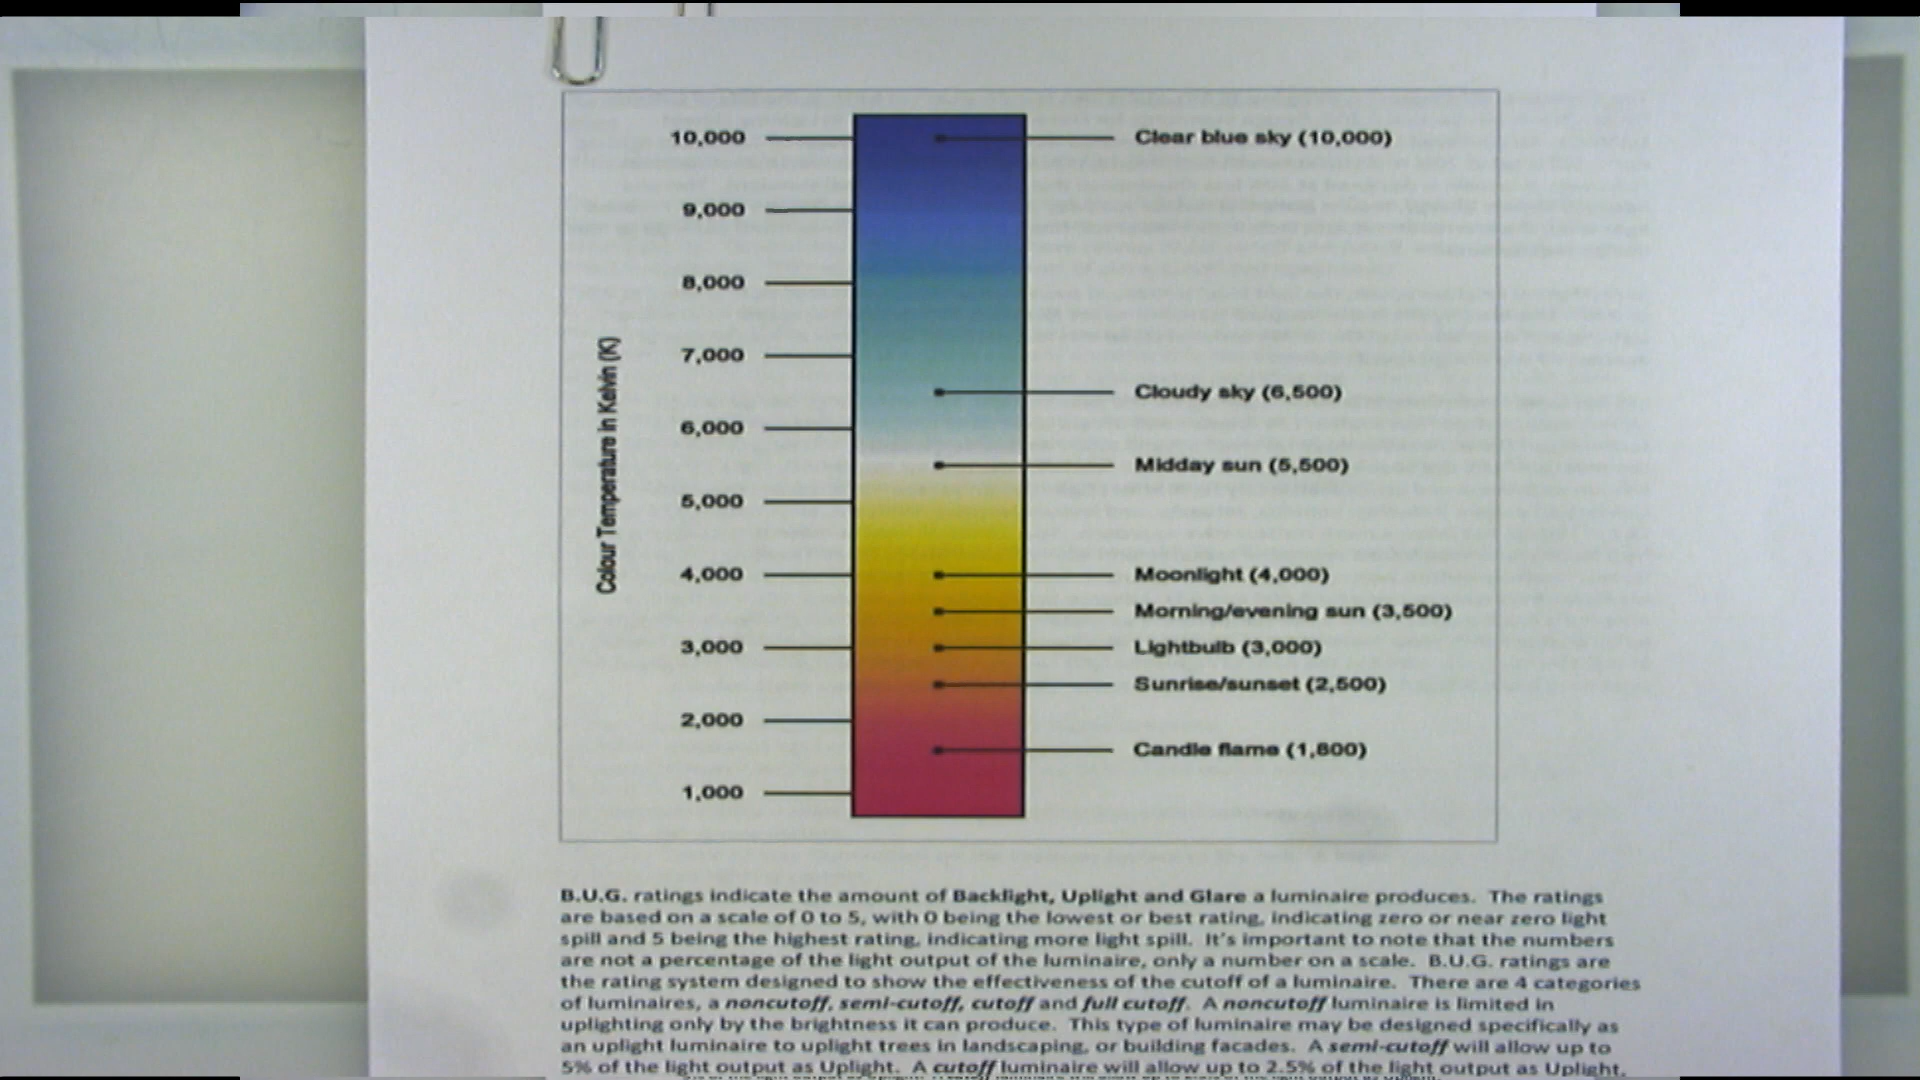 10,000
Clear blue sky (10,000)
9,000
8,000
7,000
Cloudy sky (6,500)
6,000
Midday sun (5,500)
5,000
4,000
Moonlight (4,000)
Morning/evening sun (3,500)
3,000
Lightbulb (3,000)
Sunrise/sunset (2,500)
2,000
Candle flame (1,800)
1,000
Colour Temperature in Kelvin (K)
B.U.G. ratings indicate the amount of Backlight, Uplight and Glare a luminaire produces. The ratings
are based on a scale of 0 to 5, with 0 being the lowest or best rating, indicating zero or near zero light
spill and 5 being the highest rating, indicating more light spill. It's important to note that the numbers
are not a percentage of the light output of the luminaire, only a number on a scale. B.U.G. ratings are
the rating system designed to show the effectiveness of the cutoff of a luminaire. There are 4 categories
of luminaires, a noncutoff, semi-cutoff, cutoff and full cutoff. A noncutoff luminaire is limited in
uplighting only by the brightness it can produce. This type of luminaire may be designed specifically as
an uplight luminaire to uplight trees in landscaping, or building facades. A semi-cutoff will allow up to
5% of the light output as Uplight. A cutoff luminaire will allow up to 2.5% of the light output as Uplight.